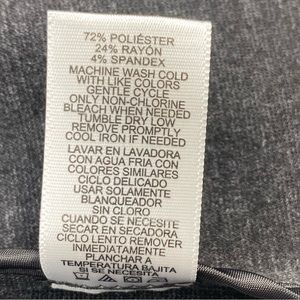 72% POLIÉSTER
24% RAYÓN
4% SPANDEX
MACHINE WASH COLD
WITH LIKE COLORS
GENTLE CYCLE
ONLY NON-CHLORINE
BLEACH WHEN NEEDED
TUMBLE DRY LOW
REMOVE PROMPTLY
COOL IRON IF NEEDED
LAVAR EN LAVADORA
CON AGUA FRIA CON
COLORES SIMILARES
CICLO DELICADO
USAR SOLAMENTE
BLANQUEADOR
SIN CLORO
CUANDO SE NECESITE
SECAR EN SECADORA
CICLO LENTO REMOVER
INMEDIATAMENTE
PLANCHAR A
TEMPERATURA BAJITA
SI SE NECESITE